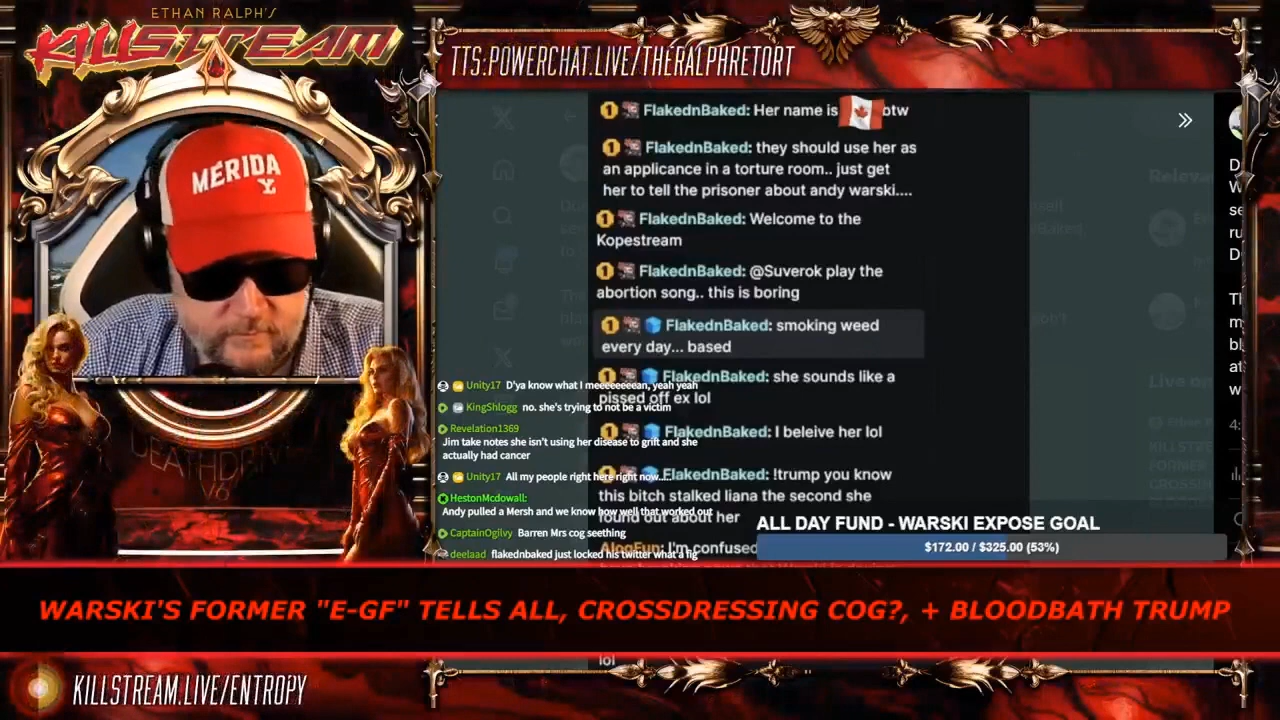 ETHAN RALPH'S
KILLSTREAM
TTS:POWERCHAT.LIVE/THERALPHRETORT
MERIDA
FlakednBaked: Her name is otw
FlakednBaked: they should use her as
an applicance in a torture room.. just get
her to tell the prisoner about andy warski....
FlakednBaked: Welcome to the
Kopestream
FlakednBaked: @Suverok play the
abortion song.. this is boring
FlakednBaked: smoking weed
every day... based
FlakednBaked: she sounds like a
pissed off ex lol
FlakednBaked: I beleive her lol
FlakednBaked: !trump you know
this bitch stalked liana the second she
found out about her
I'm confused
lol
Unity17 D'ya know what I meeeeeeean, yeah yeah
KingShlogg no. she's trying to not be a victim
Revelation1369
Jim take notes she isn't using her disease to grift and she
actually had cancer
Unity17 All my people right here right now.....
HestonMcdowall:
Andy pulled a Mersh and we know how well that worked out
CaptainOgilvy Barren Mrs cog seething
deelaad flakednbaked just locked his twitter what a fig
ALL DAY FUND - WARSKI EXPOSE GOAL
$172.00 / $325.00 (53%)
WARSKI'S FORMER "E-GF" TELLS ALL, CROSSDRESSING COG?, + BLOODBATH TRUMP
KILLSTREAM.LIVE/ENTROPY